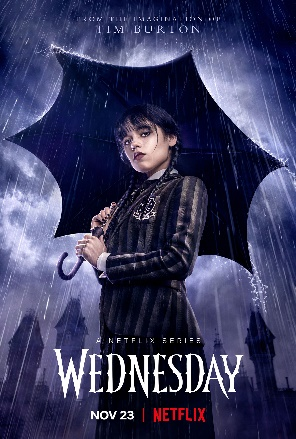 FROM THE IMAGINATION OF
TIM BURTON
A NETFLIX SERIES
WEDNESDAY
NOV 23 | NETFLIX